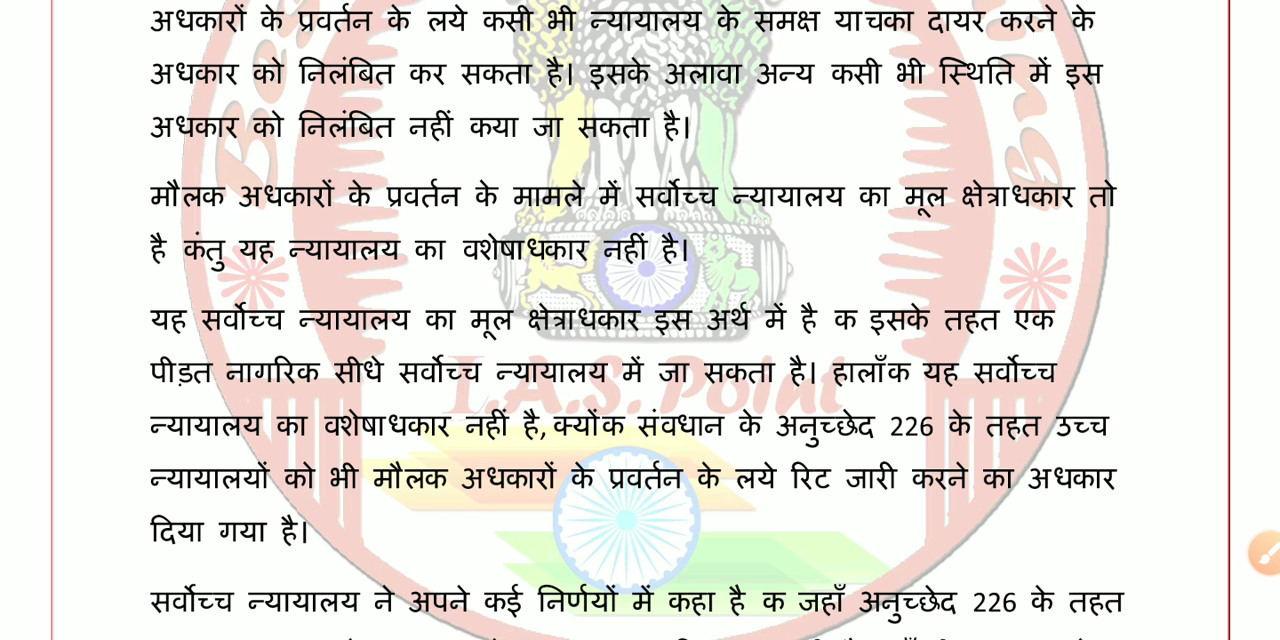 अधकारों के प्रवर्तन के लये कसी भी न्यायालय के समक्ष याचका दायर करने के
अधकार को निलंबित कर सकता है। इसके अलावा अन्य कसी भी स्थिति में इस
अधकार को निलंबित नहीं कया जा सकता है।
मौलक अधकारों के प्रवर्तन के मामले में सर्वोच्च न्यायालय का मूल क्षेत्राधकार तो
है कंतु यह न्यायालय का वशेषाधकार नहीं है।
यह सर्वोच्च न्यायालय का मूल क्षेत्राधकार इस अर्थ में है क इसके तहत एक
पीड़त नागरिक सीधे सर्वोच्च न्यायालय में जा सकता है। हालाँक यह सर्वोच्च
न्यायालय का वशेषाधकार नहीं है, क्योंक संवधान के अनुच्छेद 226 के तहत उच्च
न्यायालयों को भी मौलक अधकारों के प्रवर्तन के लये रिट जारी करने का अधकार
दिया गया है।
सर्वोच्च न्यायालय ने अपने कई निर्णयों में कहा है क जहाँ अनुच्छेद 226 के तहत
I.A.S. Point